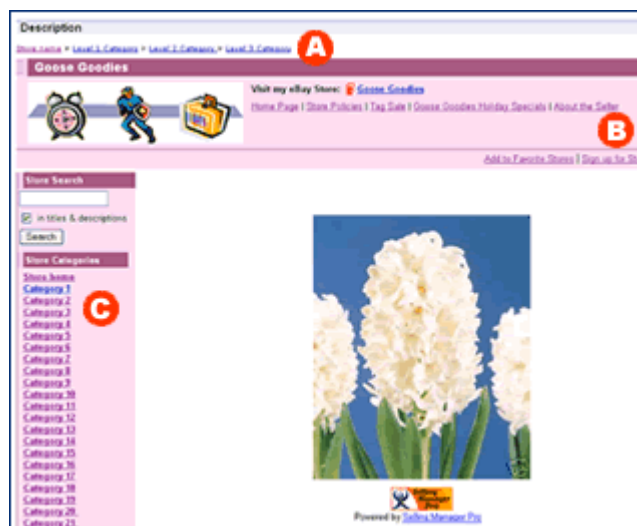 Description
Store home > Level 1 Category > Level 2 Category > Level 3 Category
A
Goose Goodies
Visit my eBay Store: Goose Goodies
Home Page | Store Policies | Tag Sale | Goose Goodies Holiday Specials | About the Seller
B
Add to Favorite Stores | Sign up for St
Store Search
in titles & descriptions
Search
Store Categories
Store home
Category 1
Category 2
Category 3
C
Category 4
Category 5
Category 6
Category 7
Category 8
Category 9
Category 10
Category 11
Category 12
Category 13
Category 14
Category 15
Category 16
Category 17
Category 18
Category 19
Category 20
Category 21
Selling
Manager
Pro
Powered by Selling Manager Pro